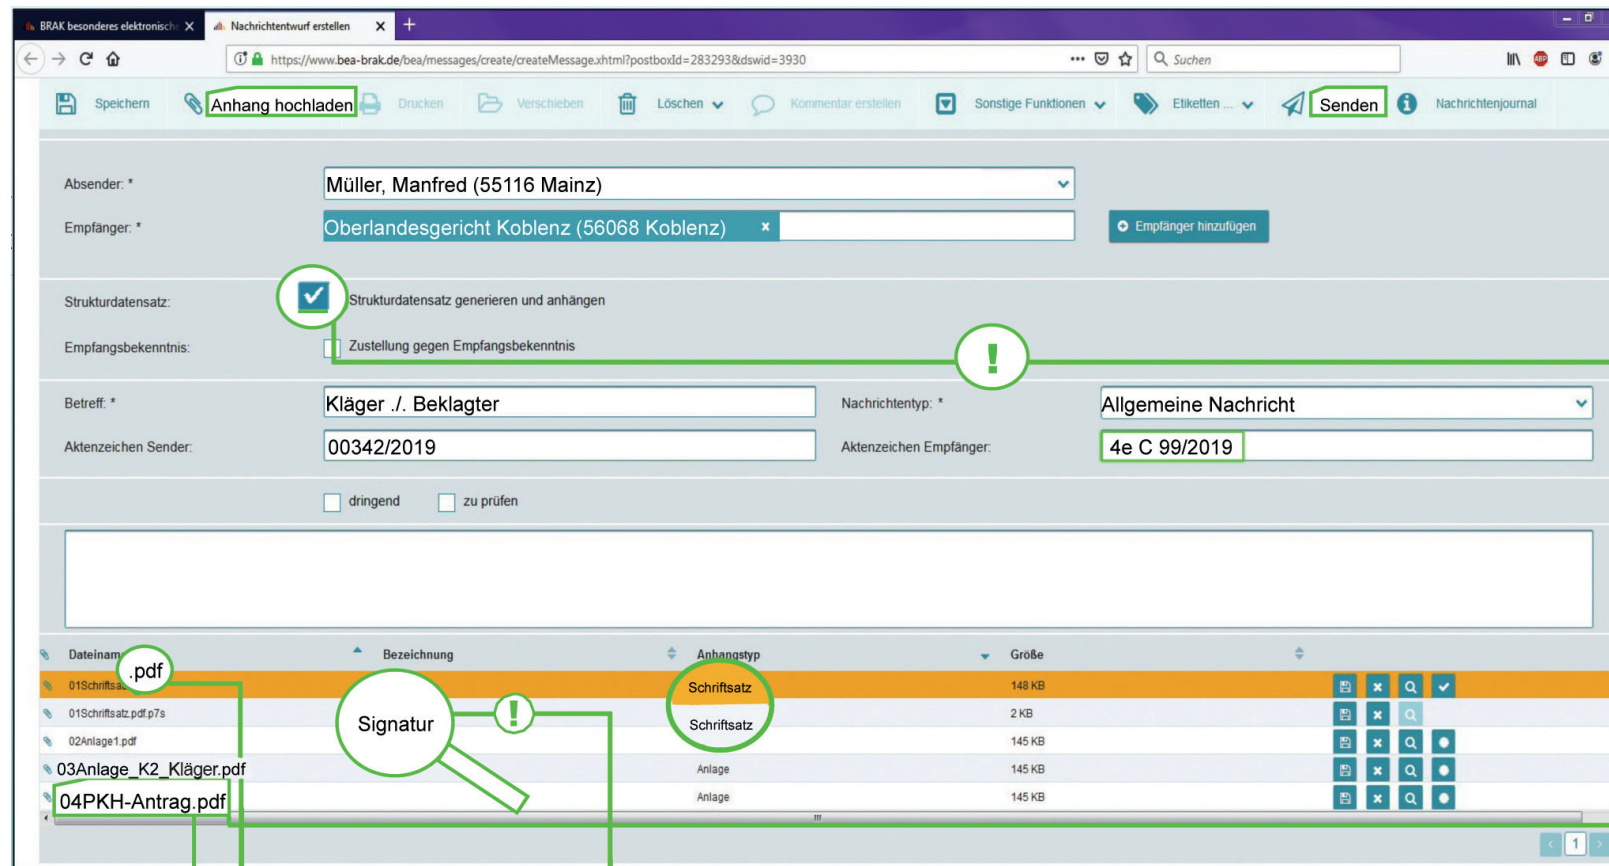 BRAK besonderes elektronische X Nachrichtentwurf erstellen X +
https://www.bea-brak.de/bea/messages/create/createMessage.xhtml?postboxId=283293&dswid=3930 Suchen ABP
Speichern Anhang hochladen Drucken Verschieben Löschen Kommentar erstellen Sonstige Funktionen Etiketten ... Senden Nachrichtenjournal
Absender: * Müller, Manfred (55116 Mainz)
Empfänger: * Oberlandesgericht Koblenz (56068 Koblenz) x Empfänger hinzufügen
Strukturdatensatz: Strukturdatensatz generieren und anhängen
Empfangsbekenntnis: Zustellung gegen Empfangsbekenntnis
!
Betreff: * Kläger ./. Beklagter Nachrichtentyp: * Allgemeine Nachricht
Aktenzeichen Sender: 00342/2019 Aktenzeichen Empfänger: 4e C 99/2019
dringend zu prüfen
Dateiname Bezeichnung Anhangstyp Größe
.pdf
01Schriftsatz Schriftsatz 148 KB
01Schriftsatz.pdf.p7s Signatur ! Schriftsatz 2 KB
02Anlage1.pdf 145 KB
03Anlage_K2_Kläger.pdf Anlage 145 KB
04PKH-Antrag.pdf Anlage 145 KB
1